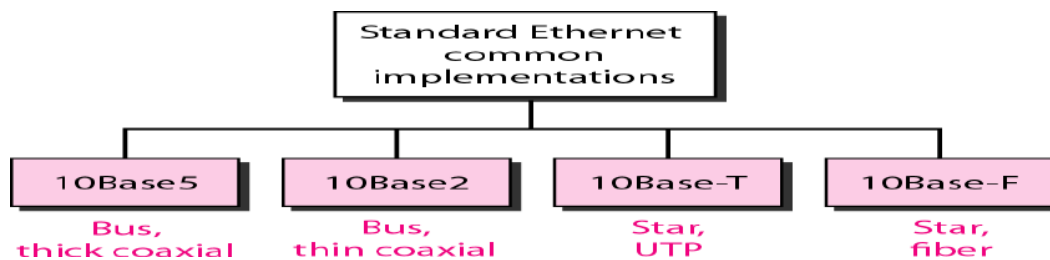 Standard Ethernet
common
implementations
10Base5
10Base2
10Base-T
10Base-F
Bus,
thick coaxial
Bus,
thin coaxial
Star,
UTP
Star,
fiber